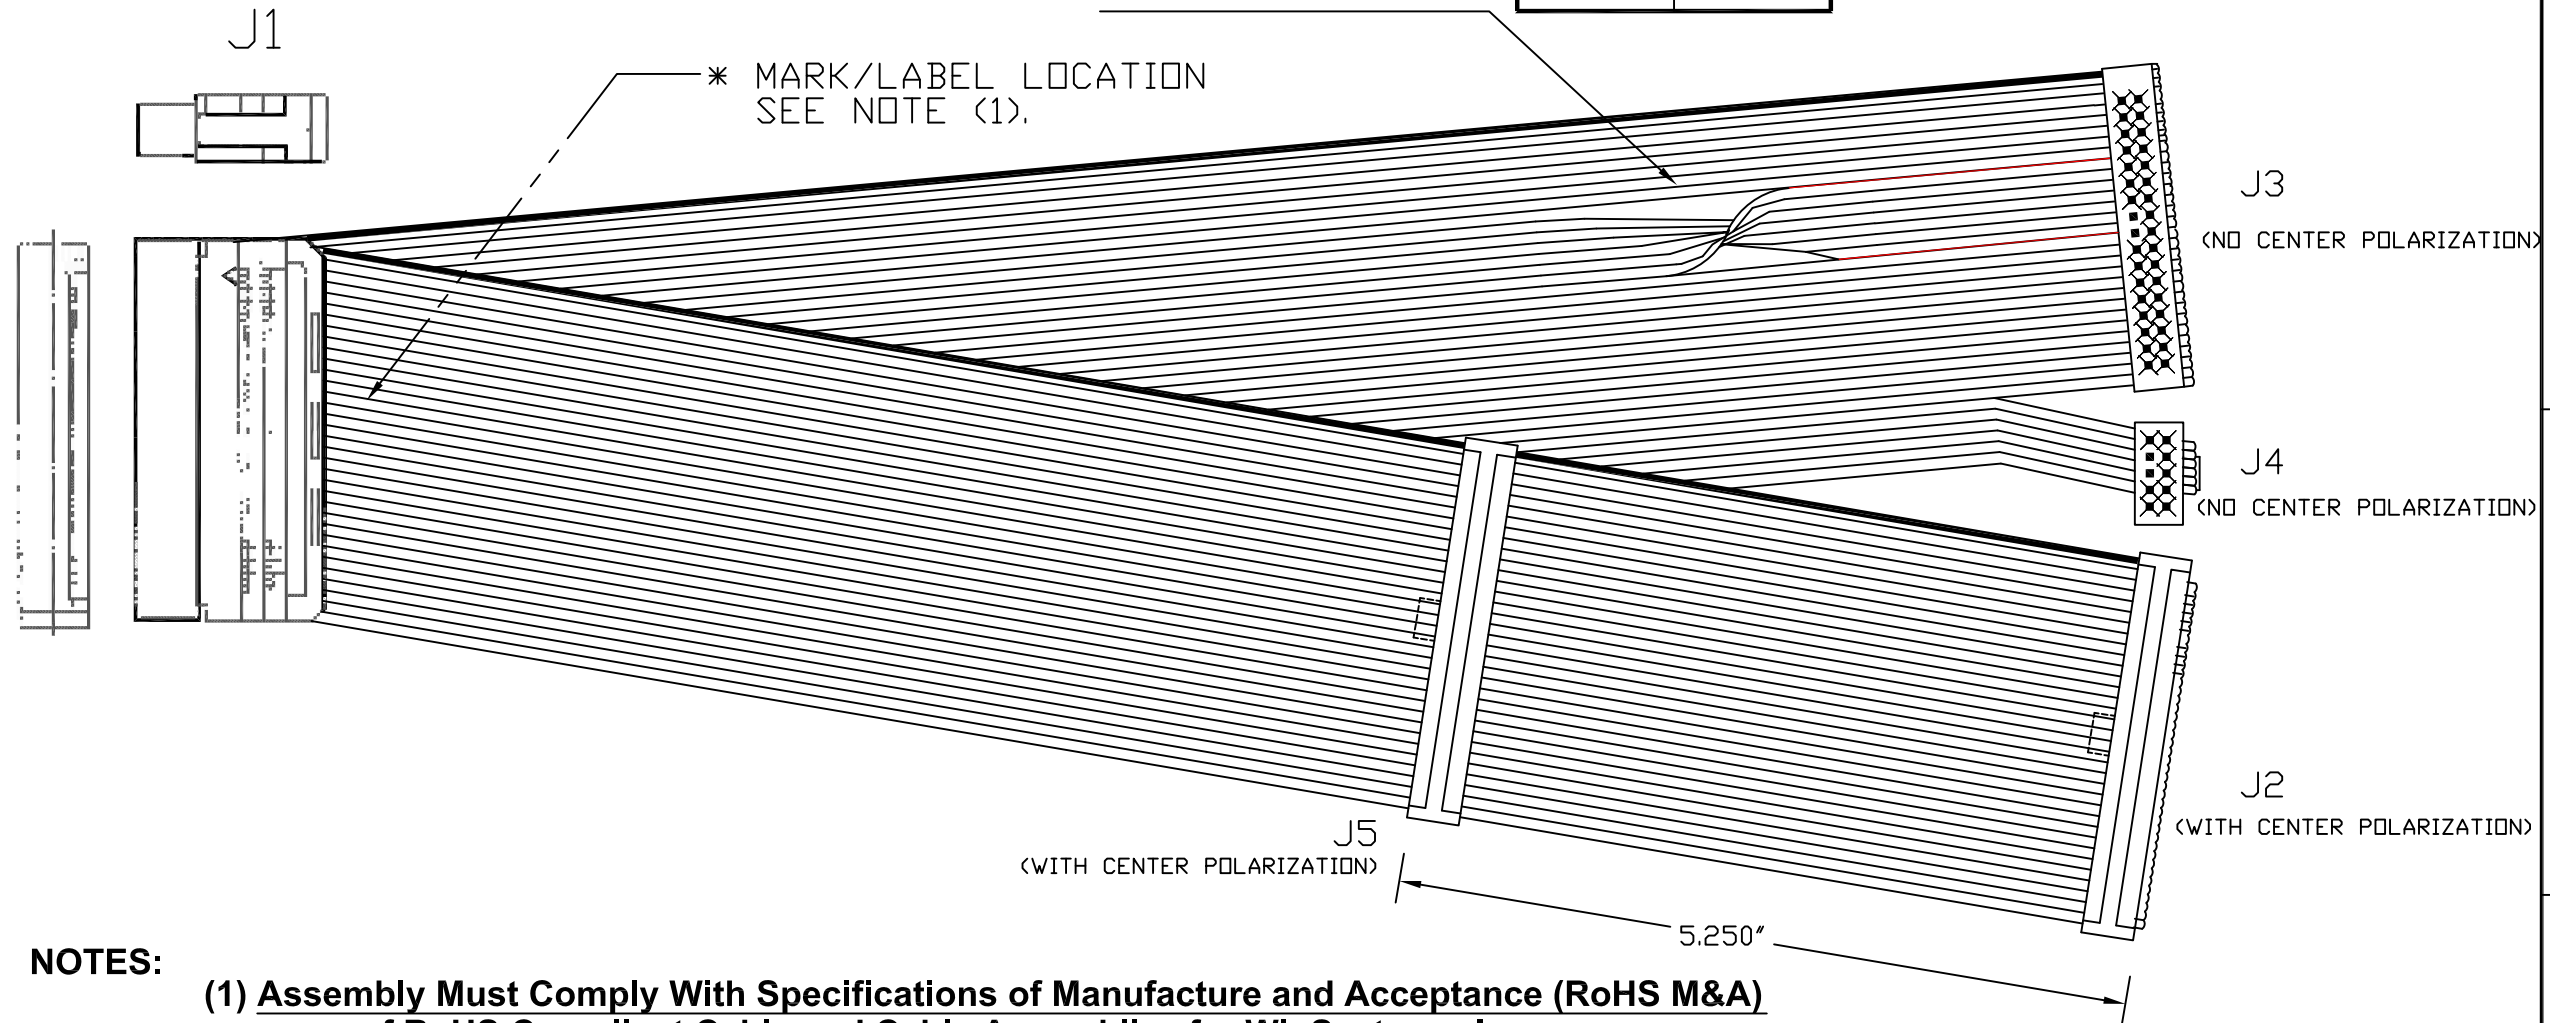 J1
* MARK/LABEL LOCATION
SEE NOTE (1).
J3
(NO CENTER POLARIZATION)
J4
(NO CENTER POLARIZATION)
J2
(WITH CENTER POLARIZATION)
J5
(WITH CENTER POLARIZATION)
5.250"
NOTES:
(1) Assembly Must Comply With Specifications of Manufacture and Acceptance (RoHS M&A)